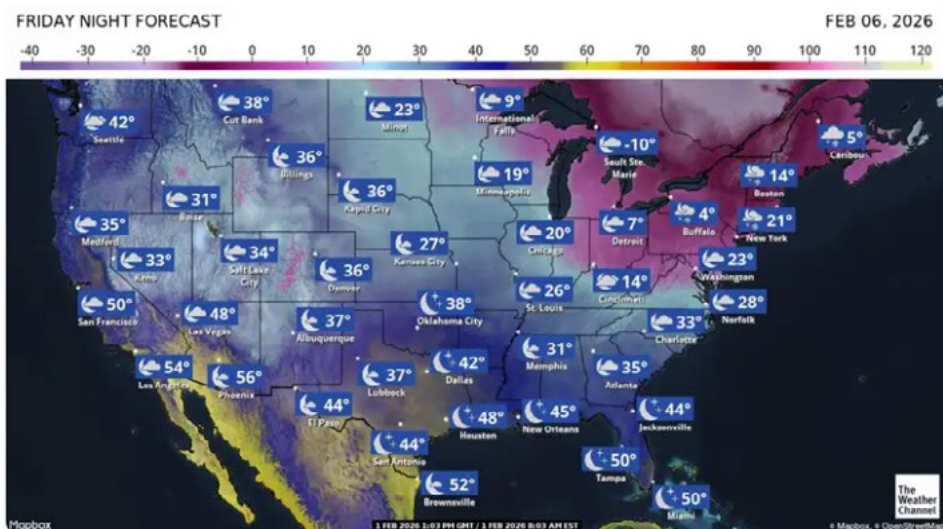 FRIDAY NIGHT FORECAST
FEB 06, 2026
-40 -30 -20 -10 0 10 20 30 40 50 60 70 80 90 100 110 120
42°
Seattle
38°
Cut Bank
23°
Minot
9°
International
Falls
-10°
Sault Ste.
Marie
5°
Caribou
36°
Billings
36°
Rapid City
19°
Minneapolis
14°
Boston
31°
Boise
35°
Medford
33°
Reno
34°
Salt Lake
City
36°
Denver
27°
Kansas City
20°
Chicago
7°
Detroit
4°
Buffalo
21°
New York
23°
Washington
50°
San Francisco
48°
Las Vegas
37°
Albuquerque
38°
Oklahoma City
26°
St. Louis
14°
Cincinnati
28°
Norfolk
33°
Charlotte
54°
Los Angeles
56°
Phoenix
37°
Lubbock
42°
Dallas
31°
Memphis
35°
Atlanta
44°
El Paso
44°
San Antonio
48°
Houston
45°
New Orleans
44°
Jacksonville
52°
Brownsville
50°
Tampa
50°
Miami
The
Weather
Channel
Mapbox
1 FEB 2026 1:03 PM GMT / 1 FEB 2026 8:03 AM EST
© Mapbox, © OpenStreetMap